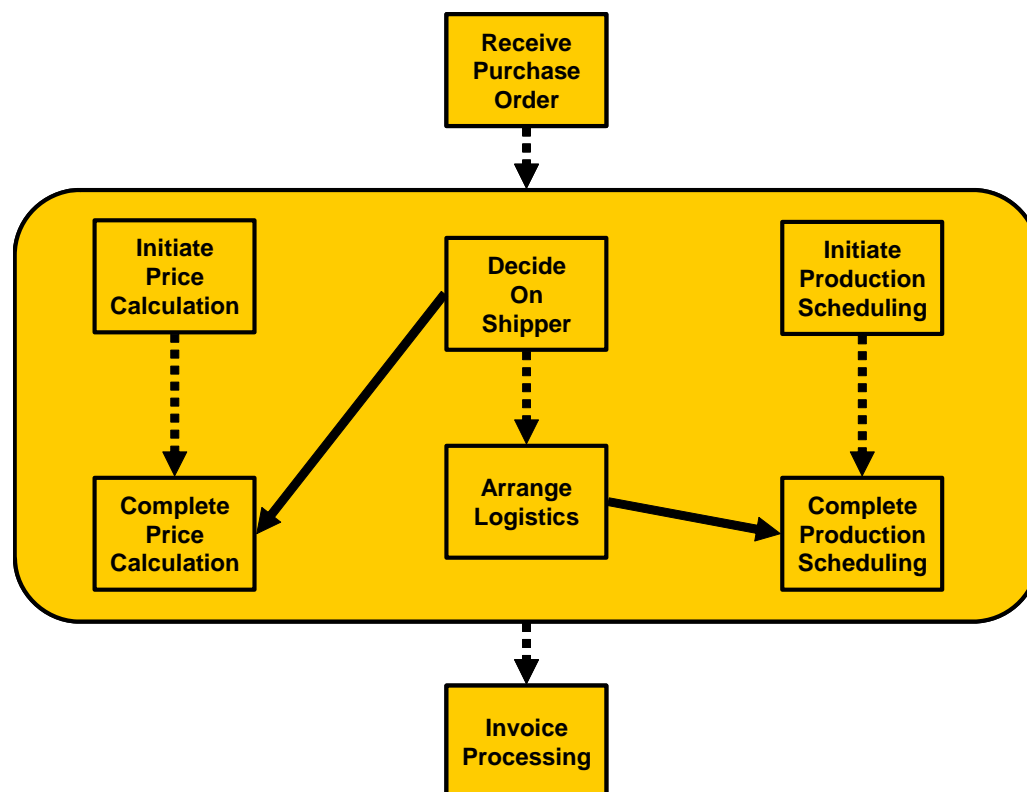 Receive
Purchase
Order
Initiate
Price
Calculation
Decide
On
Shipper
Initiate
Production
Scheduling
Complete
Price
Calculation
Arrange
Logistics
Complete
Production
Scheduling
Invoice
Processing